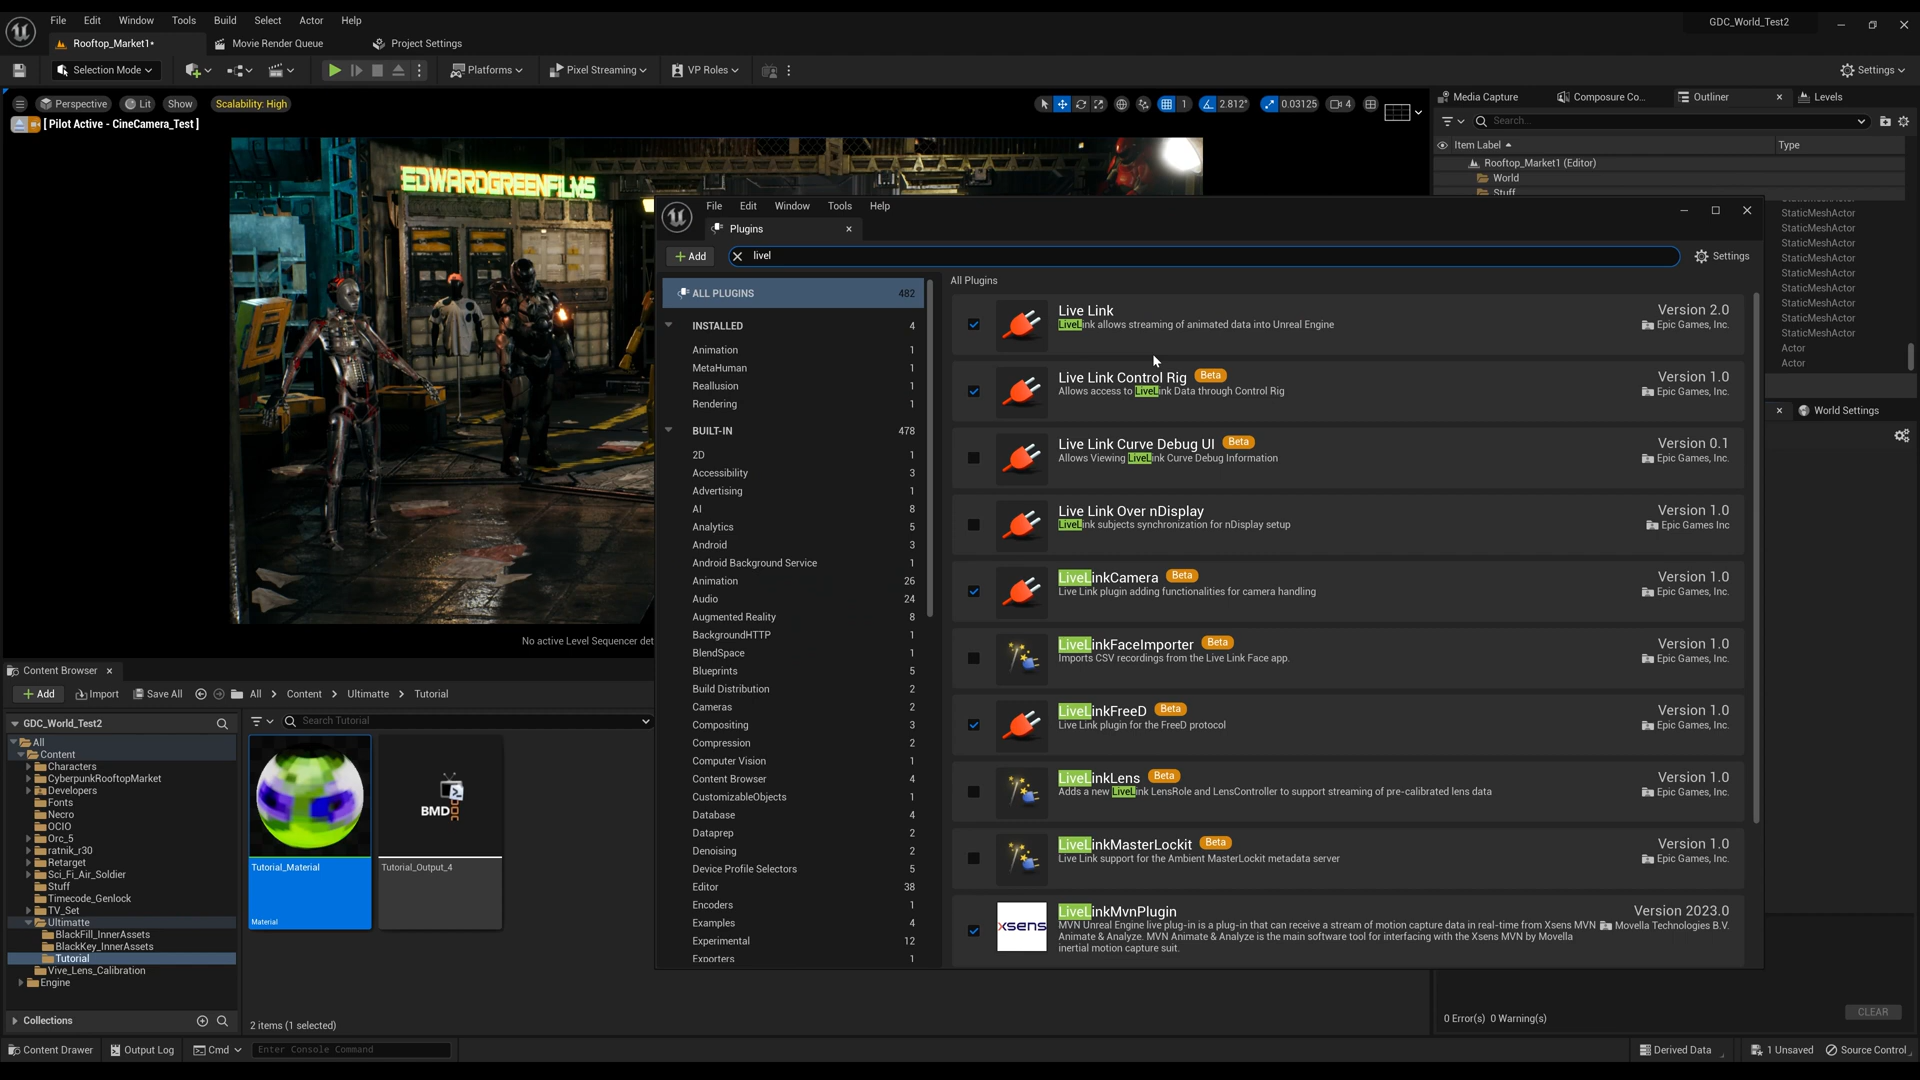 File Edit Window Tools Build Select Actor Help
GDC_World_Test2
Rooftop_Market1•
Movie Render Queue
Project Settings
Selection Mode
Platforms
Pixel Streaming
VP Roles
Settings
Perspective
Lit
Show
Scalability: High
1
2.812°
0.03125
4
[ Pilot Active - CineCamera_Test ]
EDWARDGREENFILMS
No active Level Sequencer det
Media Capture
Composure Co...
Outliner
Levels
Search...
Item Label
Type
Rooftop_Market1 (Editor)
World
Stuff
StaticMeshActor
StaticMeshActor
StaticMeshActor
StaticMeshActor
StaticMeshActor
StaticMeshActor
StaticMeshActor
StaticMeshActor
StaticMeshActor
Actor
Actor
World Settings
File Edit Window Tools Help
Plugins
Add
livel
Settings
ALL PLUGINS 482
INSTALLED 4
Animation 1
MetaHuman 1
Reallusion 1
Rendering 1
BUILT-IN 478
2D 1
Accessibility 3
Advertising 1
AI 8
Analytics 5
Android 3
Android Background Service 1
Animation 26
Audio 24
Augmented Reality 8
BackgroundHTTP 1
BlendSpace 1
Blueprints 5
Build Distribution 2
Cameras 2
Compositing 3
Compression 2
Computer Vision 1
Content Browser 4
CustomizableObjects 1
Database 4
Dataprep 2
Denoising 2
Device Profile Selectors 5
Editor 38
Encoders 1
Examples 4
Experimental 12
Exporters 1
All Plugins
Live Link
Version 2.0
LiveLink allows streaming of animated data into Unreal Engine
Epic Games, Inc.
Live Link Control Rig Beta
Version 1.0
Allows access to LiveLink Data through Control Rig
Epic Games, Inc.
Live Link Curve Debug UI Beta
Version 0.1
Allows Viewing LiveLink Curve Debug Information
Epic Games, Inc.
Live Link Over nDisplay
Version 1.0
LiveLink subjects synchronization for nDisplay setup
Epic Games Inc
LiveLinkCamera Beta
Version 1.0
Live Link plugin adding functionalities for camera handling
Epic Games, Inc.
LiveLinkFaceImporter Beta
Version 1.0
Imports CSV recordings from the Live Link Face app.
Epic Games, Inc.
LiveLinkFreeD Beta
Version 1.0
Live Link plugin for the FreeD protocol
Epic Games, Inc.
LiveLinkLens Beta
Version 1.0
Adds a new LiveLink LensRole and LensController to support streaming of pre-calibrated lens data
Epic Games, Inc.
LiveLinkMasterLockit Beta
Version 1.0
Live Link support for the Ambient MasterLockit metadata server
Epic Games, Inc.
xsens
LiveLinkMvnPlugin
Version 2023.0
MVN Unreal Engine live plug-in is a plug-in that can receive a stream of motion capture data in real-time from Xsens MVN
Movella Technologies B.V.
Animate & Analyze. MVN Animate & Analyze is the main software tool for interfacing with the Xsens MVN by Movella
inertial motion capture suit.
Content Browser
Add
Import
Save All
All
Content
Ultimatte
Tutorial
GDC_World_Test2
Search Tutorial
All
Content
Characters
CyberpunkRooftopMarket
Developers
Fonts
Necro
OCIO
Orc_5
ratnik_r30
Retarget
Sci_Fi_Air_Soldier
Stuff
Timecode_Genlock
TV_Set
Ultimatte
BlackFill_InnerAssets
BlackKey_InnerAssets
Tutorial
Vive_Lens_Calibration
Engine
Collections
Tutorial_Material
Material
BMD
Tutorial_Output_4
2 items (1 selected)
0 Error(s) 0 Warning(s)
CLEAR
Content Drawer
Output Log
Cmd
Enter Console Command
Derived Data
1 Unsaved
Source Control